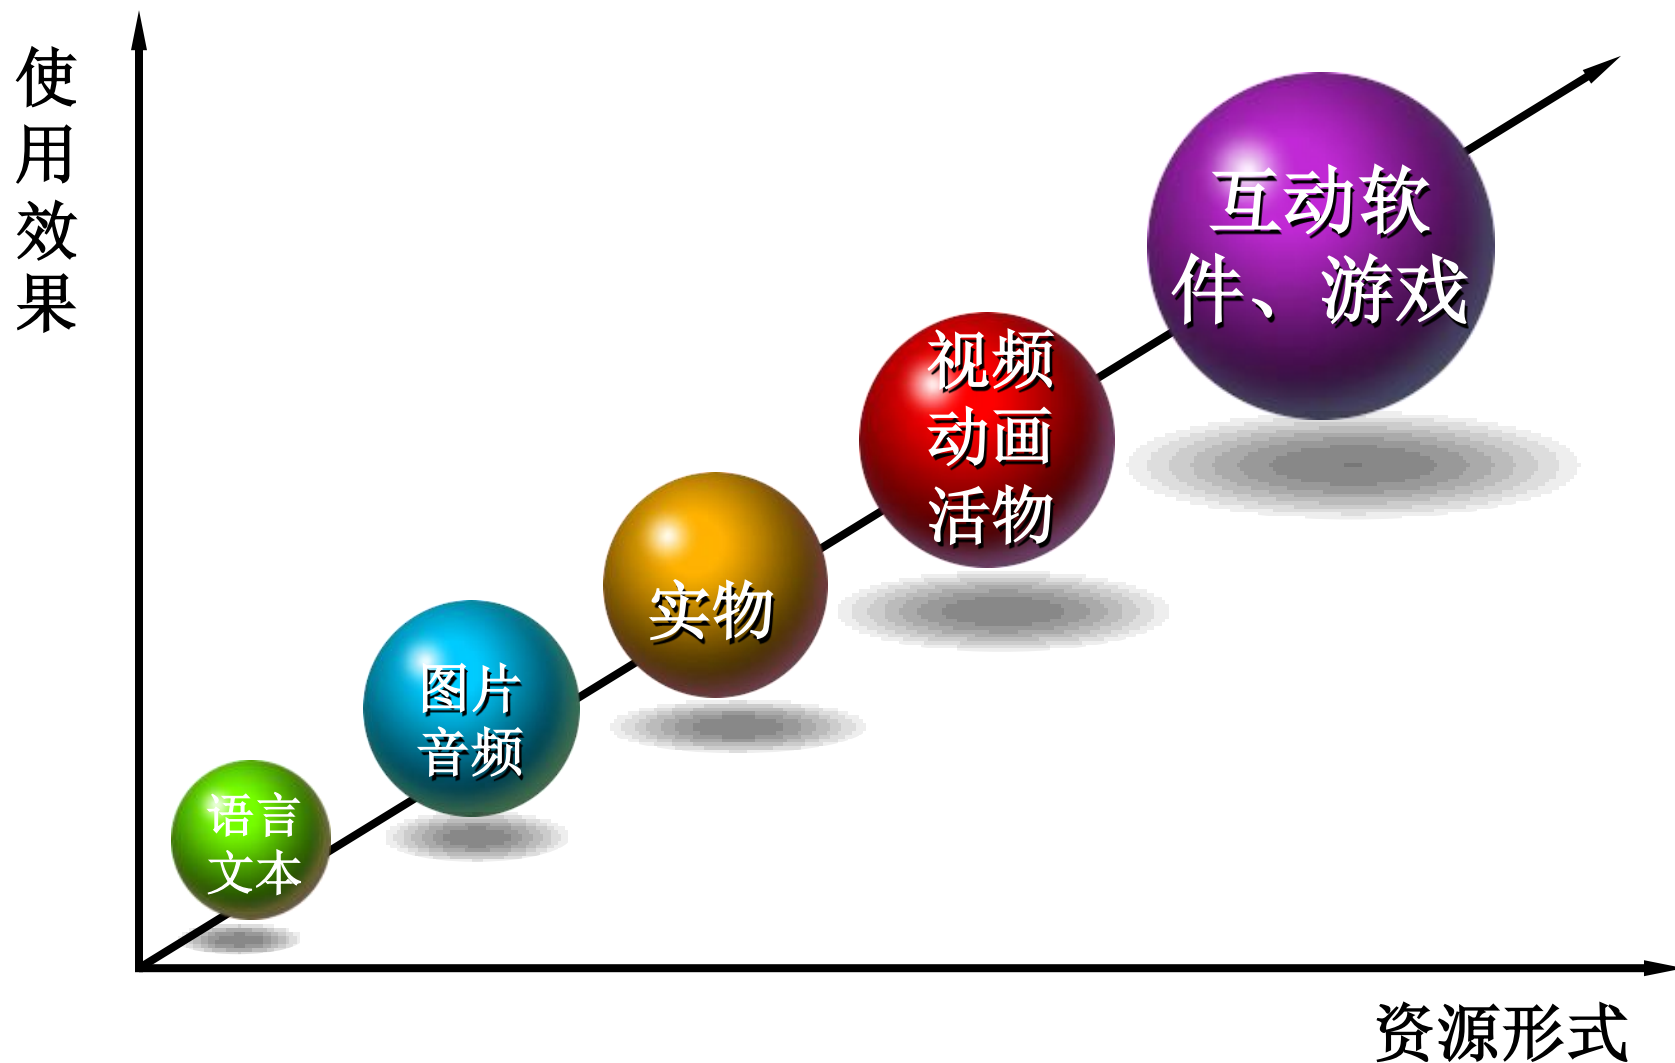 使
用
效
果
互动软
件、游戏
视频
动画
活物
实物
图片
音频
语言
文本
资源形式